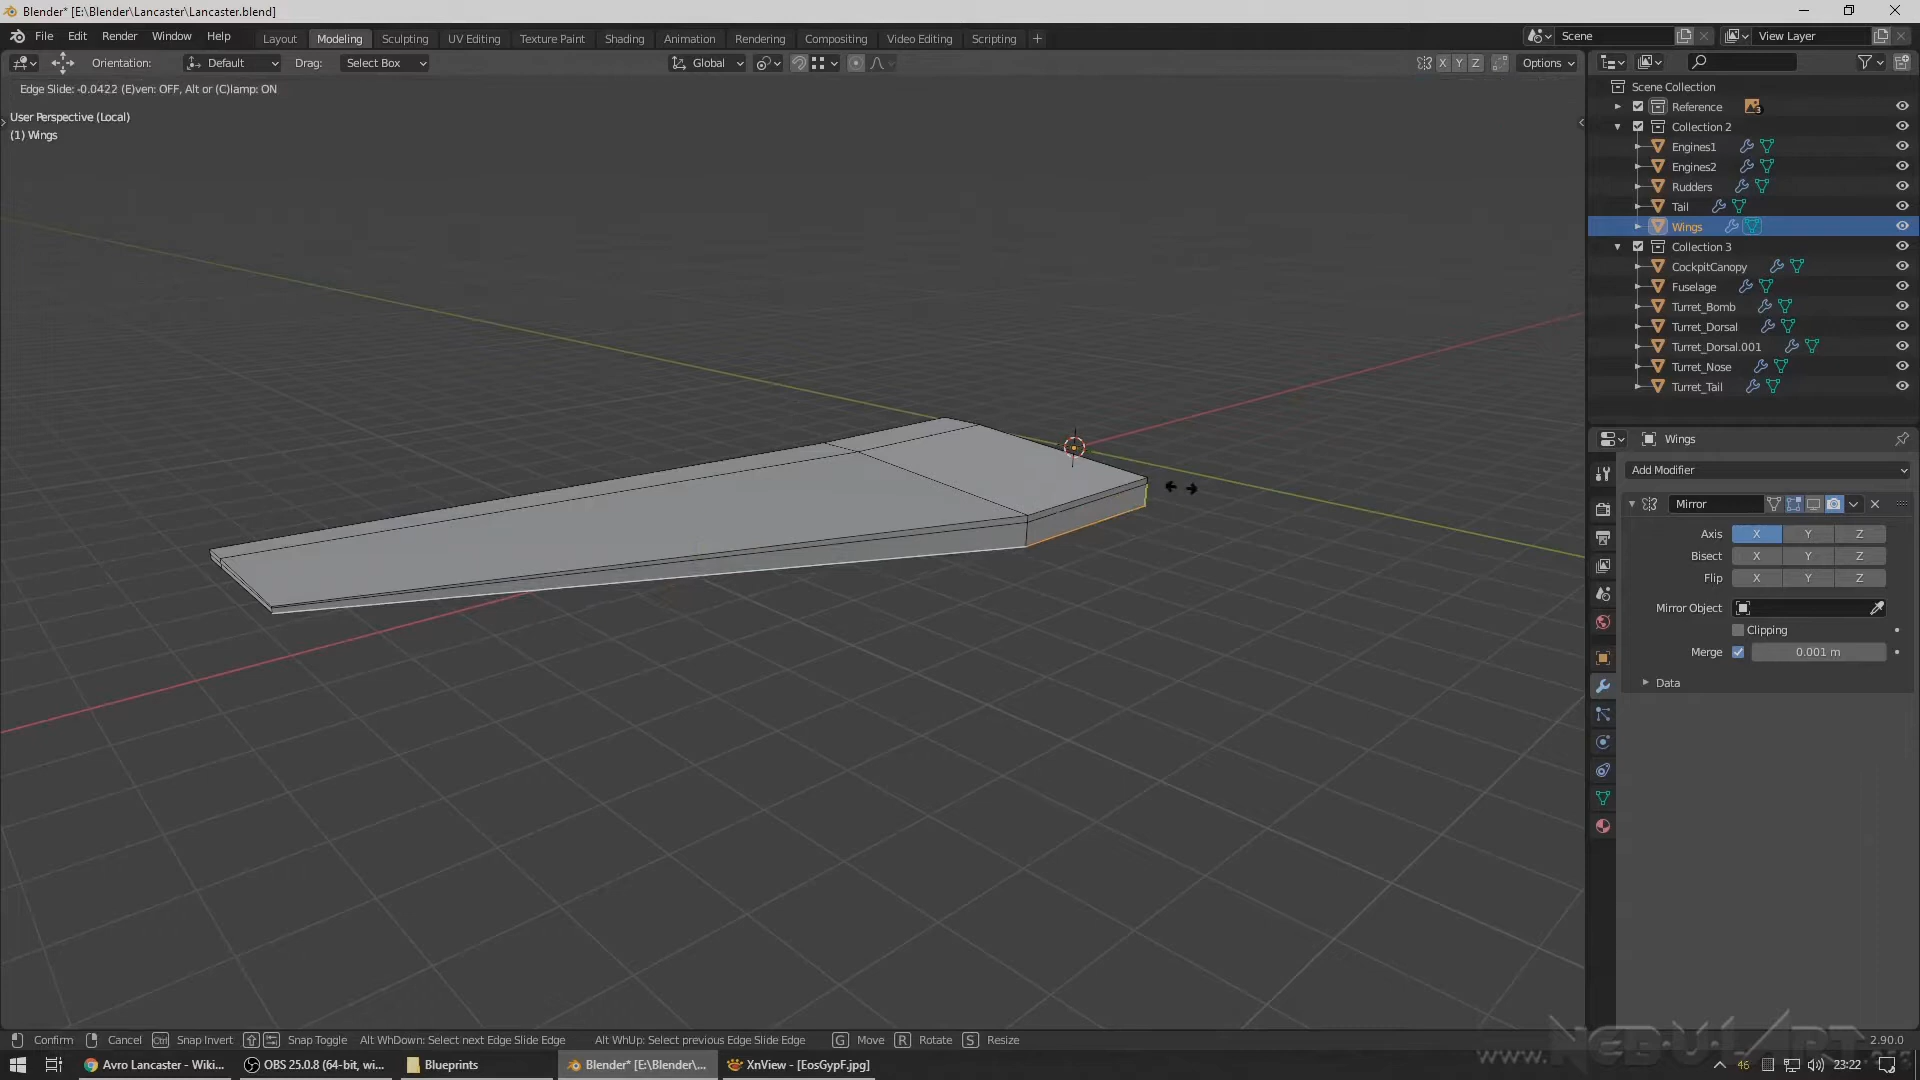 Blender* [E:\Blender\Lancaster\Lancaster.blend]
File Edit Render Window Help Layout Modeling Sculpting UV Editing Texture Paint Shading Animation Rendering Compositing Video Editing Scripting + Scene View Layer
Orientation: Default Drag: Select Box Global X Y Z Options
Edge Slide: -0.0422 (E)ven: OFF, Alt or (C)lamp: ON
User Perspective (Local)
(1) Wings
Scene Collection
Reference 3
Collection 2
Engines1
Engines2
Rudders
Tail
Wings
Collection 3
CockpitCanopy
Fuselage
Turret_Bomb
Turret_Dorsal
Turret_Dorsal.001
Turret_Nose
Turret_Tail
Wings
Add Modifier
Mirror
Axis X Y Z
Bisect X Y Z
Flip X Y Z
Mirror Object
Clipping
Merge 0.001 m
Data
Confirm Cancel Ctrl Snap Invert Snap Toggle Alt WhDown: Select next Edge Slide Edge Alt WhUp: Select previous Edge Slide Edge G Move R Rotate S Resize 2.90.0
Avro Lancaster - Wiki... OBS 25.0.8 (64-bit, wi... Blueprints Blender* [E:\Blender\... XnView - [EosGypF.jpg] 46 23:22